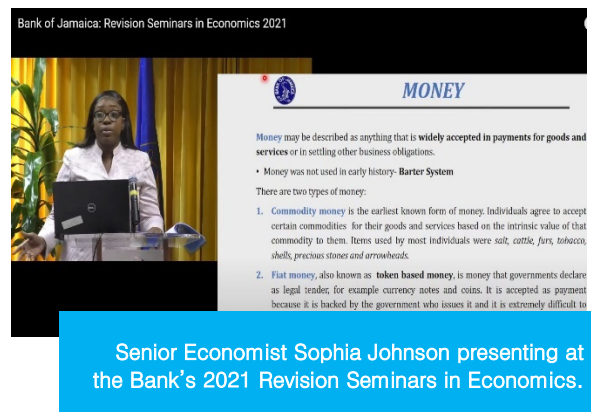 Bank of Jamaica: Revision Seminars in Economics 2021
MONEY
Money may be described as anything that is widely accepted in payments for goods and
services or in settling other business obligations.
• Money was not used in early history- Barter System
There are two types of money:
1. Commodity money is the earliest known form of money. Individuals agree to accept
certain commodities for their goods and services based on the intrinsic value of that
commodity to them. Items used by most individuals were salt, cattle, furs, tobacco,
shells, precious stones and arrowheads.
2. Fiat money, also known as token based money, is money that governments declare
as legal tender, for example currency notes and coins. It is accepted as payment
because it is backed by the government who issues it and it is extremely difficult to
DELL
Senior Economist Sophia Johnson presenting at
the Bank's 2021 Revision Seminars in Economics.